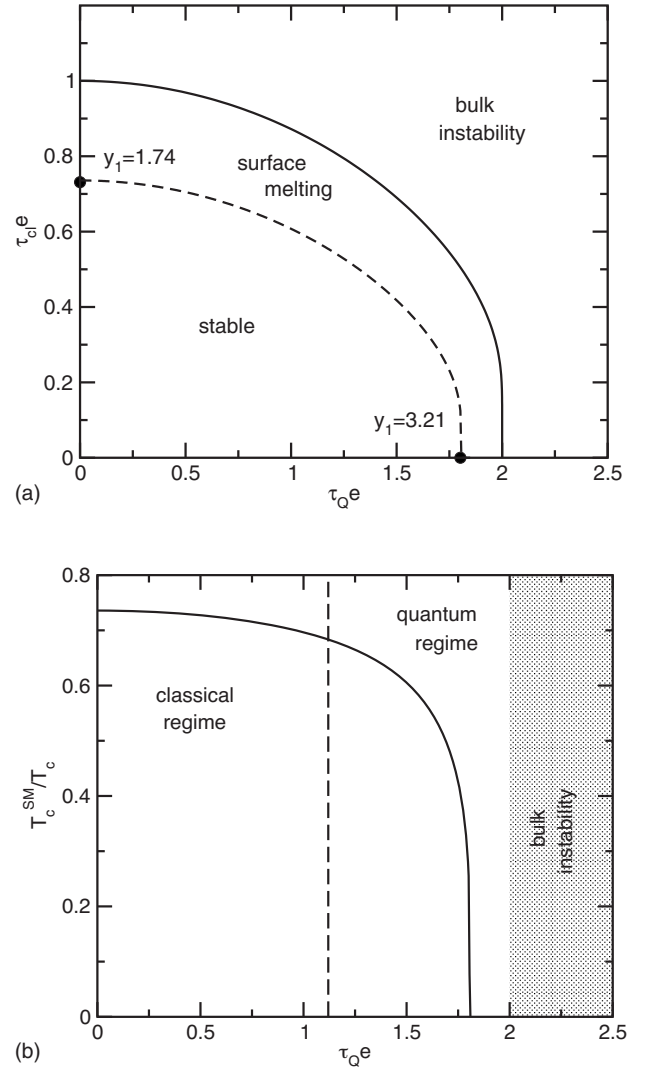 1
0.8
0.6
0.4
0.2
0
τcl e
bulk
instability
y1=1.74
surface
melting
stable
y1=3.21
0
0.5
1
1.5
2
2.5
(a)
τQ e
0.8
0.6
0.4
0.2
0
Tc^SM/Tc
quantum
regime
classical
regime
bulk
instability
0
0.5
1
1.5
2
2.5
(b)
τQ e